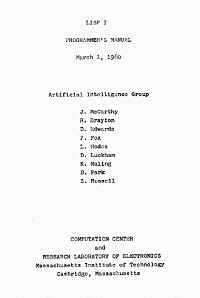 LISP I
PROGRAMMER'S MANUAL
March 1, 1960
Artificial Intelligence Group
J. McCarthy
R. Brayton
D. Edwards
P. Fox
L. Hodes
D. Luckham
K. Maling
D. Park
S. Russell
COMPUTATION CENTER
and
RESEARCH LABORATORY OF ELECTRONICS
Massachusetts Institute of Technology
Cambridge, Massachusetts